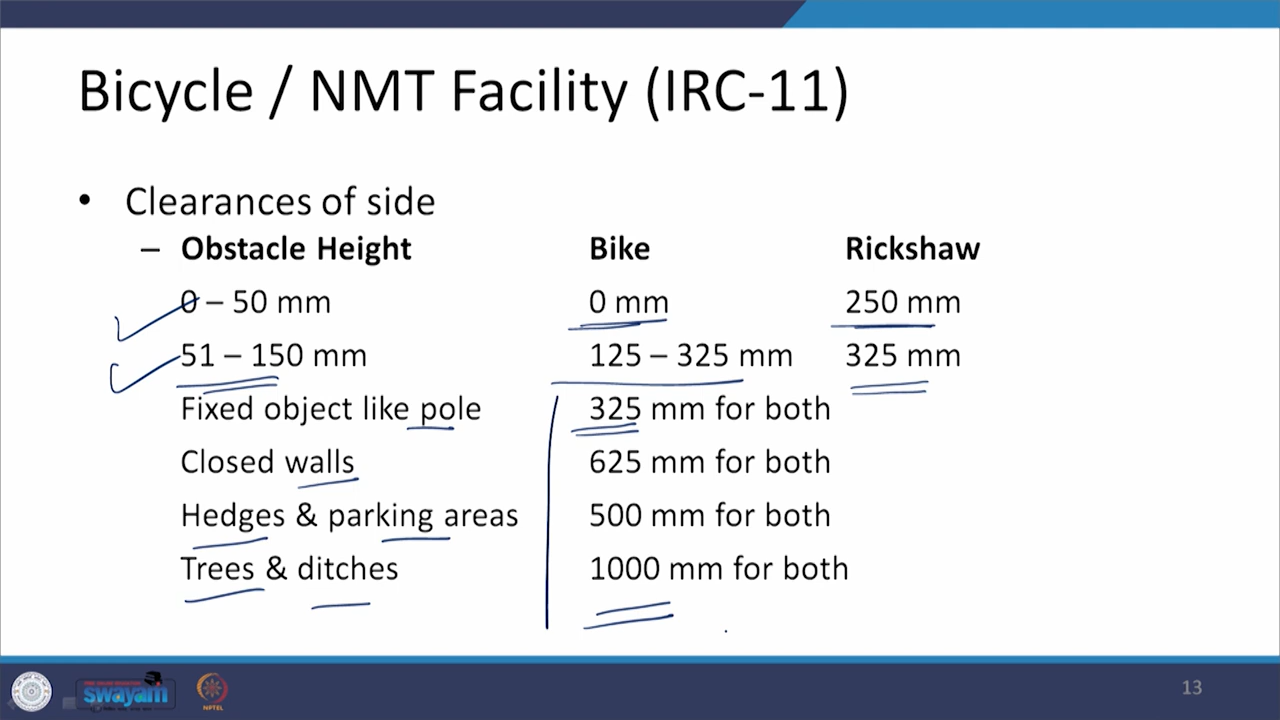 Bicycle / NMT Facility (IRC-11)
• Clearances of side
– Obstacle Height Bike Rickshaw
0 – 50 mm 0 mm 250 mm
51 – 150 mm 125 – 325 mm 325 mm
Fixed object like pole 325 mm for both
Closed walls 625 mm for both
Hedges & parking areas 500 mm for both
Trees & ditches 1000 mm for both
swayam
NPTEL
13